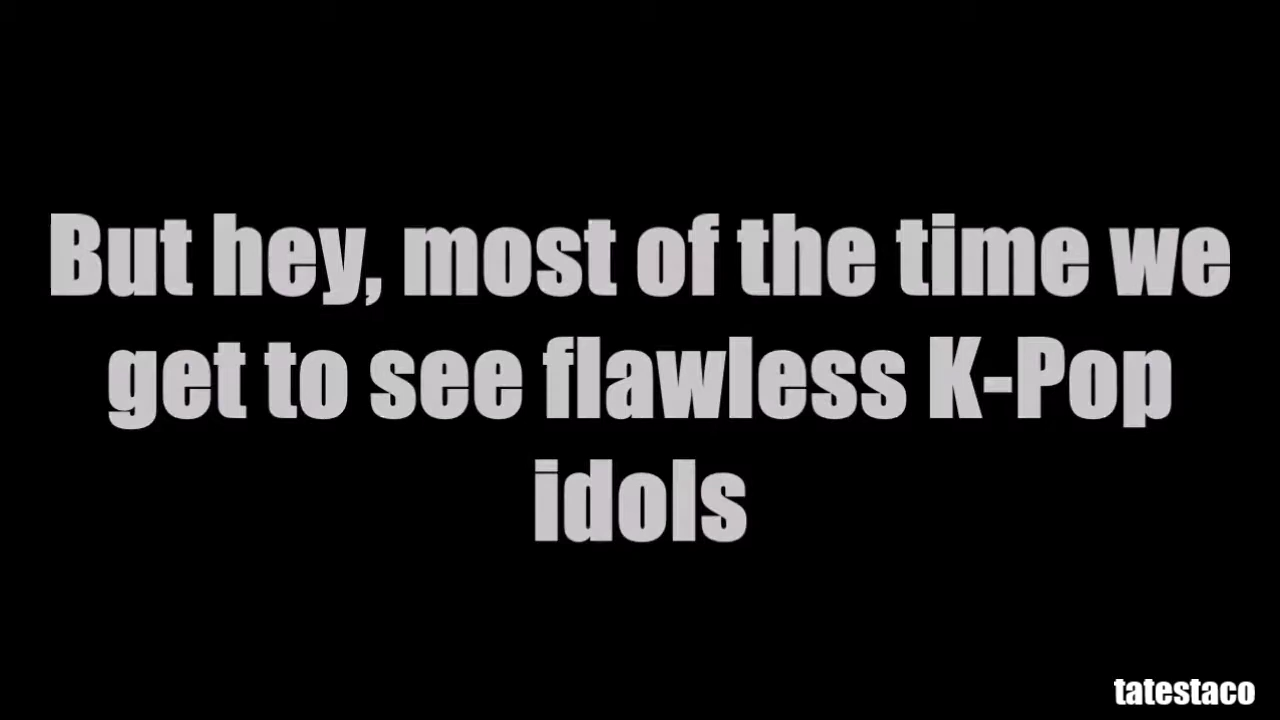 But hey, most of the time we
get to see flawless K-Pop
idols
tatestaco